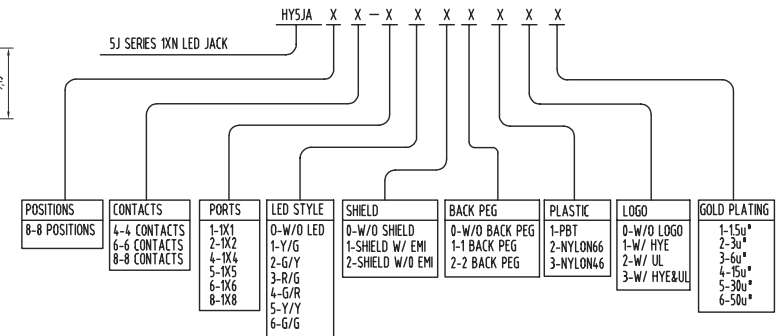 HY5JA X X - X X X X X X X
5J SERIES 1XN LED JACK
POSITIONS
8-8 POSITIONS
CONTACTS
4-4 CONTACTS
6-6 CONTACTS
8-8 CONTACTS
PORTS
1-1X1
2-1X2
4-1X4
5-1X5
6-1X6
8-1X8
LED STYLE
0-W/O LED
1-Y/G
2-G/Y
3-R/G
4-G/R
5-Y/Y
6-G/G
SHIELD
0-W/O SHIELD
1-SHIELD W/ EMI
2-SHIELD W/O EMI
BACK PEG
0-W/O BACK PEG
1-1 BACK PEG
2-2 BACK PEG
PLASTIC
1-PBT
2-NYLON66
3-NYLON46
LOGO
0-W/O LOGO
1-W/ HYE
2-W/ UL
3-W/ HYE&UL
GOLD PLATING
1-1.5u"
2-3u"
3-6u"
4-15u"
5-30u"
6-50u"